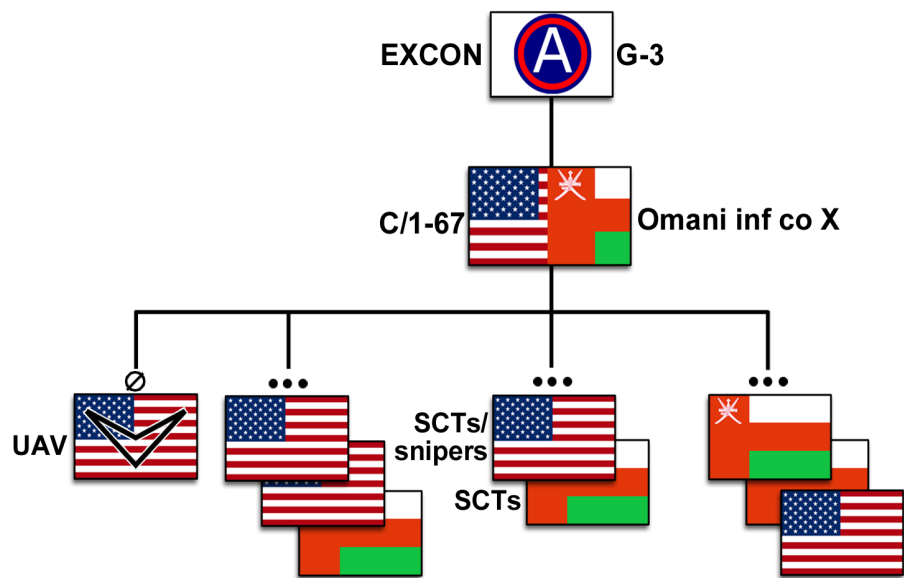 EXCON
A
G-3
C/1-67
Omani inf co X
UAV
SCTs/
snipers
SCTs